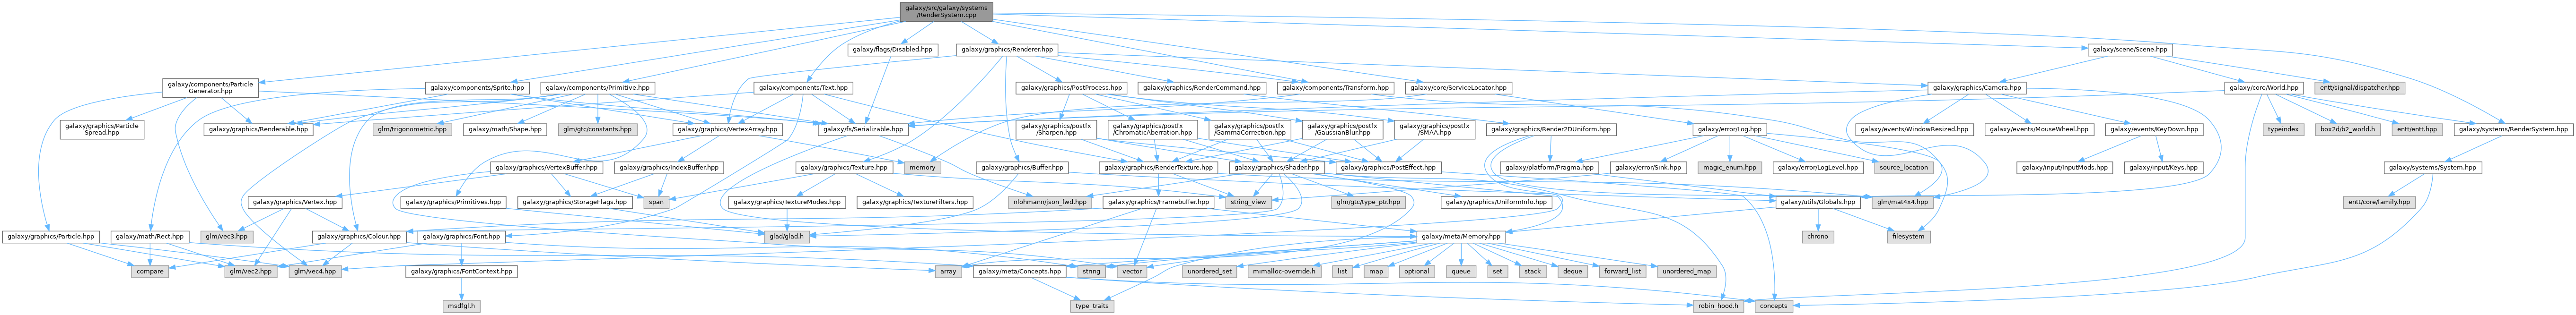 galaxy/src/galaxy/systems
/RenderSystem.cpp
galaxy/flags/Disabled.hpp
galaxy/graphics/Renderer.hpp
galaxy/scene/Scene.hpp
galaxy/components/Particle
Generator.hpp
galaxy/components/Sprite.hpp
galaxy/components/Primitive.hpp
galaxy/components/Text.hpp
galaxy/graphics/PostProcess.hpp
galaxy/graphics/RenderCommand.hpp
galaxy/components/Transform.hpp
galaxy/core/ServiceLocator.hpp
galaxy/graphics/Camera.hpp
galaxy/core/World.hpp
entt/signal/dispatcher.hpp
galaxy/graphics/Particle
Spread.hpp
galaxy/graphics/Renderable.hpp
glm/trigonometric.hpp
galaxy/math/Shape.hpp
glm/gtc/constants.hpp
galaxy/graphics/VertexArray.hpp
galaxy/fs/Serializable.hpp
galaxy/graphics/postfx
/Sharpen.hpp
galaxy/graphics/postfx
/ChromaticAberration.hpp
galaxy/graphics/postfx
/GammaCorrection.hpp
galaxy/graphics/postfx
/GaussianBlur.hpp
galaxy/graphics/postfx
/SMAA.hpp
galaxy/graphics/Render2DUniform.hpp
galaxy/error/Log.hpp
galaxy/events/WindowResized.hpp
galaxy/events/MouseWheel.hpp
galaxy/events/KeyDown.hpp
typeindex
box2d/b2_world.h
entt/entt.hpp
galaxy/systems/RenderSystem.hpp
galaxy/graphics/VertexBuffer.hpp
galaxy/graphics/IndexBuffer.hpp
galaxy/graphics/Texture.hpp
memory
galaxy/graphics/Buffer.hpp
galaxy/graphics/RenderTexture.hpp
galaxy/graphics/Shader.hpp
galaxy/graphics/PostEffect.hpp
galaxy/platform/Pragma.hpp
galaxy/error/Sink.hpp
magic_enum.hpp
galaxy/error/LogLevel.hpp
source_location
galaxy/input/InputMods.hpp
galaxy/input/Keys.hpp
galaxy/systems/System.hpp
galaxy/graphics/Vertex.hpp
galaxy/graphics/Primitives.hpp
galaxy/graphics/StorageFlags.hpp
span
galaxy/graphics/TextureModes.hpp
galaxy/graphics/TextureFilters.hpp
nlohmann/json_fwd.hpp
galaxy/graphics/Framebuffer.hpp
string_view
glm/gtc/type_ptr.hpp
galaxy/graphics/UniformInfo.hpp
galaxy/utils/Globals.hpp
glm/mat4x4.hpp
entt/core/family.hpp
galaxy/graphics/Particle.hpp
galaxy/math/Rect.hpp
glm/vec3.hpp
galaxy/graphics/Colour.hpp
galaxy/graphics/Font.hpp
glad/glad.h
galaxy/meta/Memory.hpp
chrono
filesystem
compare
glm/vec2.hpp
glm/vec4.hpp
galaxy/graphics/FontContext.hpp
string
array
galaxy/meta/Concepts.hpp
vector
unordered_set
mimalloc-override.h
list
map
optional
queue
set
stack
deque
forward_list
unordered_map
msdfgl.h
type_traits
robin_hood.h
concepts